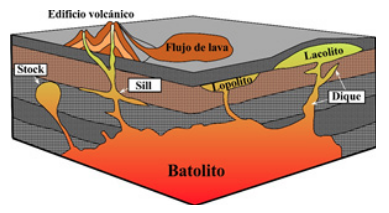 Edificio volcánico
Flujo de lava
Lacolito
Stock
Sill
Lopolito
Dique
Batolito